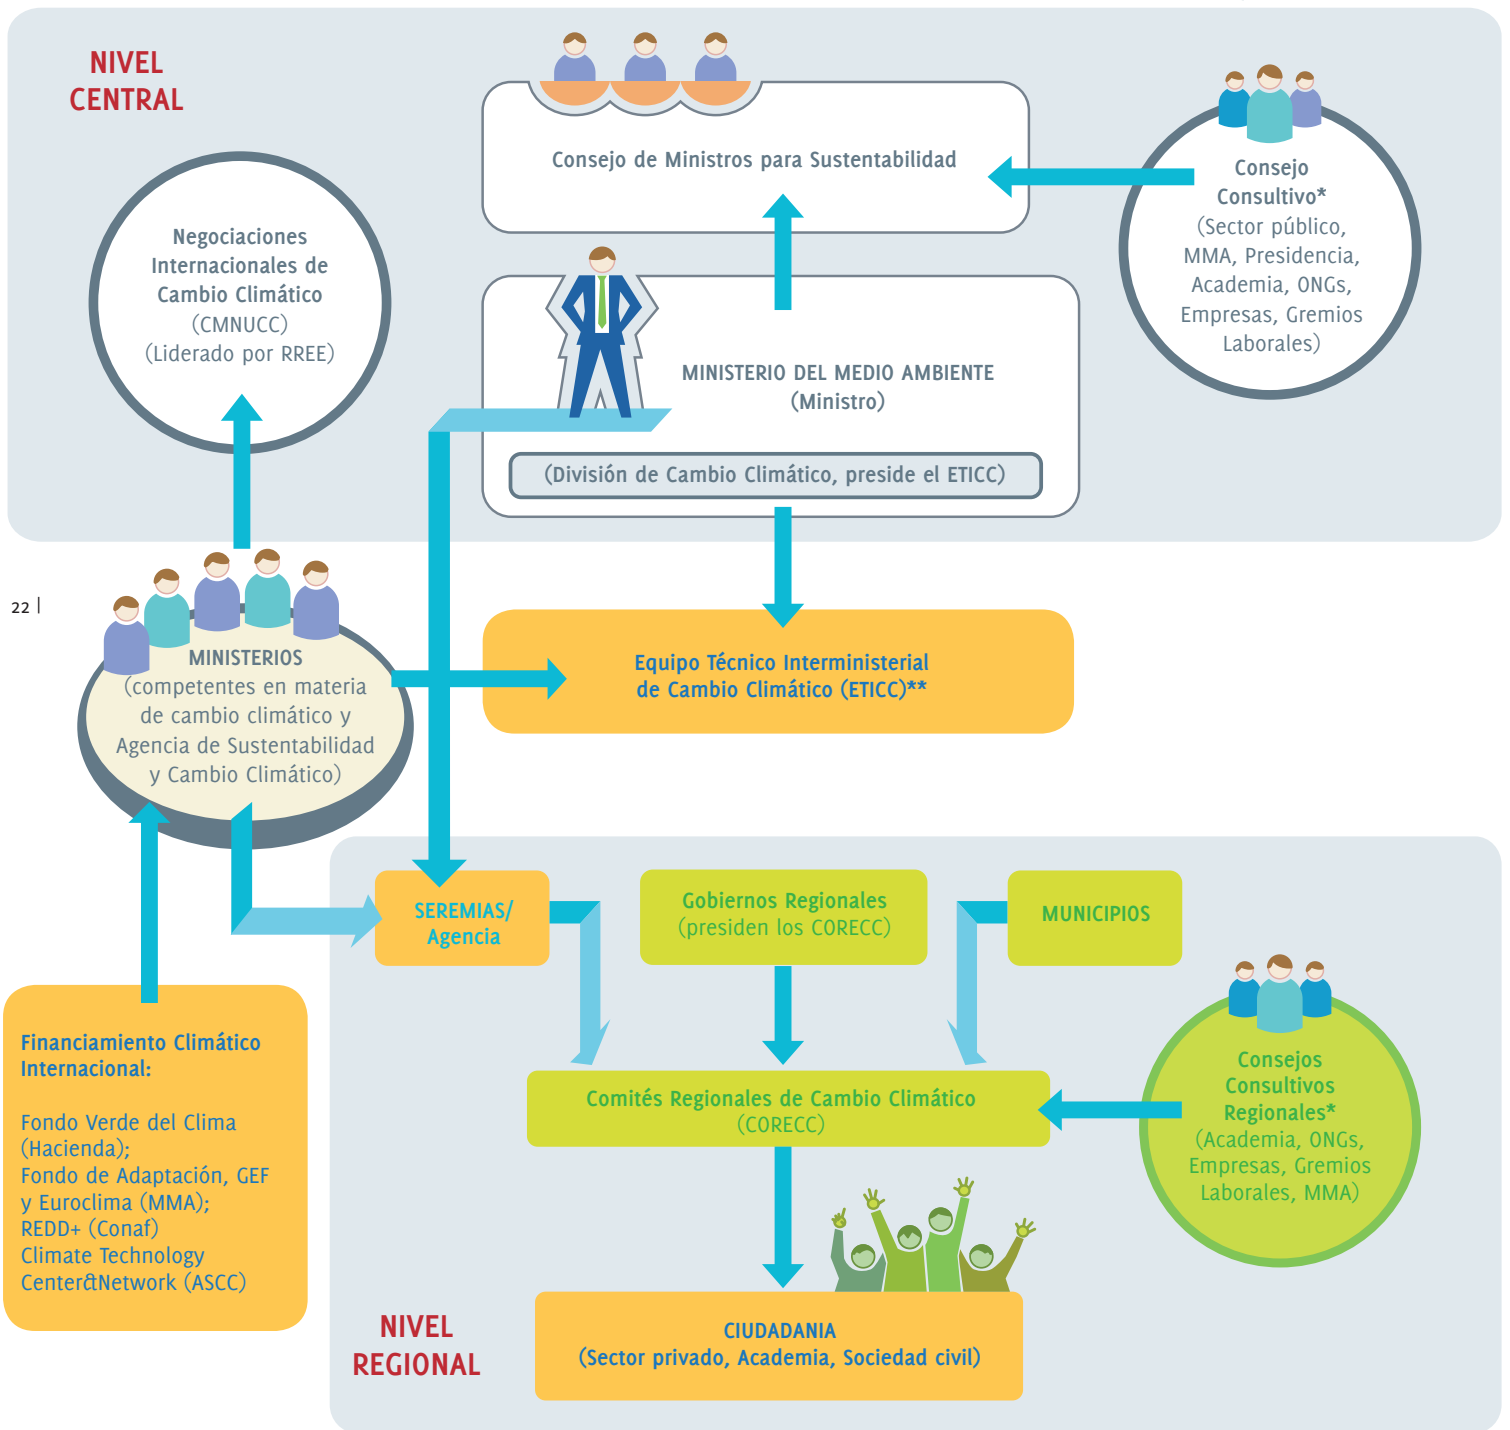 NIVEL
CENTRAL
Consejo de Ministros para Sustentabilidad
Consejo
Consultivo*
(Sector público,
MMA, Presidencia,
Academia, ONGs,
Empresas, Gremios
Laborales)
Negociaciones
Internacionales de
Cambio Climático
(CMNUCC)
(Liderado por RREE)
MINISTERIO DEL MEDIO AMBIENTE
(Ministro)
(División de Cambio Climático, preside el ETICC)
22 |
MINISTERIOS
(competentes en materia
de cambio climático y
Agencia de Sustentabilidad
y Cambio Climático)
Equipo Técnico Interministerial
de Cambio Climático (ETICC)**
SEREMIAS/
Agencia
Gobiernos Regionales
(presiden los CORECC)
MUNICIPIOS
Financiamiento Climático
Internacional:
Fondo Verde del Clima
(Hacienda);
Fondo de Adaptación, GEF
y Euroclima (MMA);
REDD+ (Conaf)
Climate Technology
Center&Network (ASCC)
Comités Regionales de Cambio Climático
(CORECC)
Consejos
Consultivos
Regionales*
(Academia, ONGs,
Empresas, Gremios
Laborales, MMA)
NIVEL
REGIONAL
CIUDADANIA
(Sector privado, Academia, Sociedad civil)